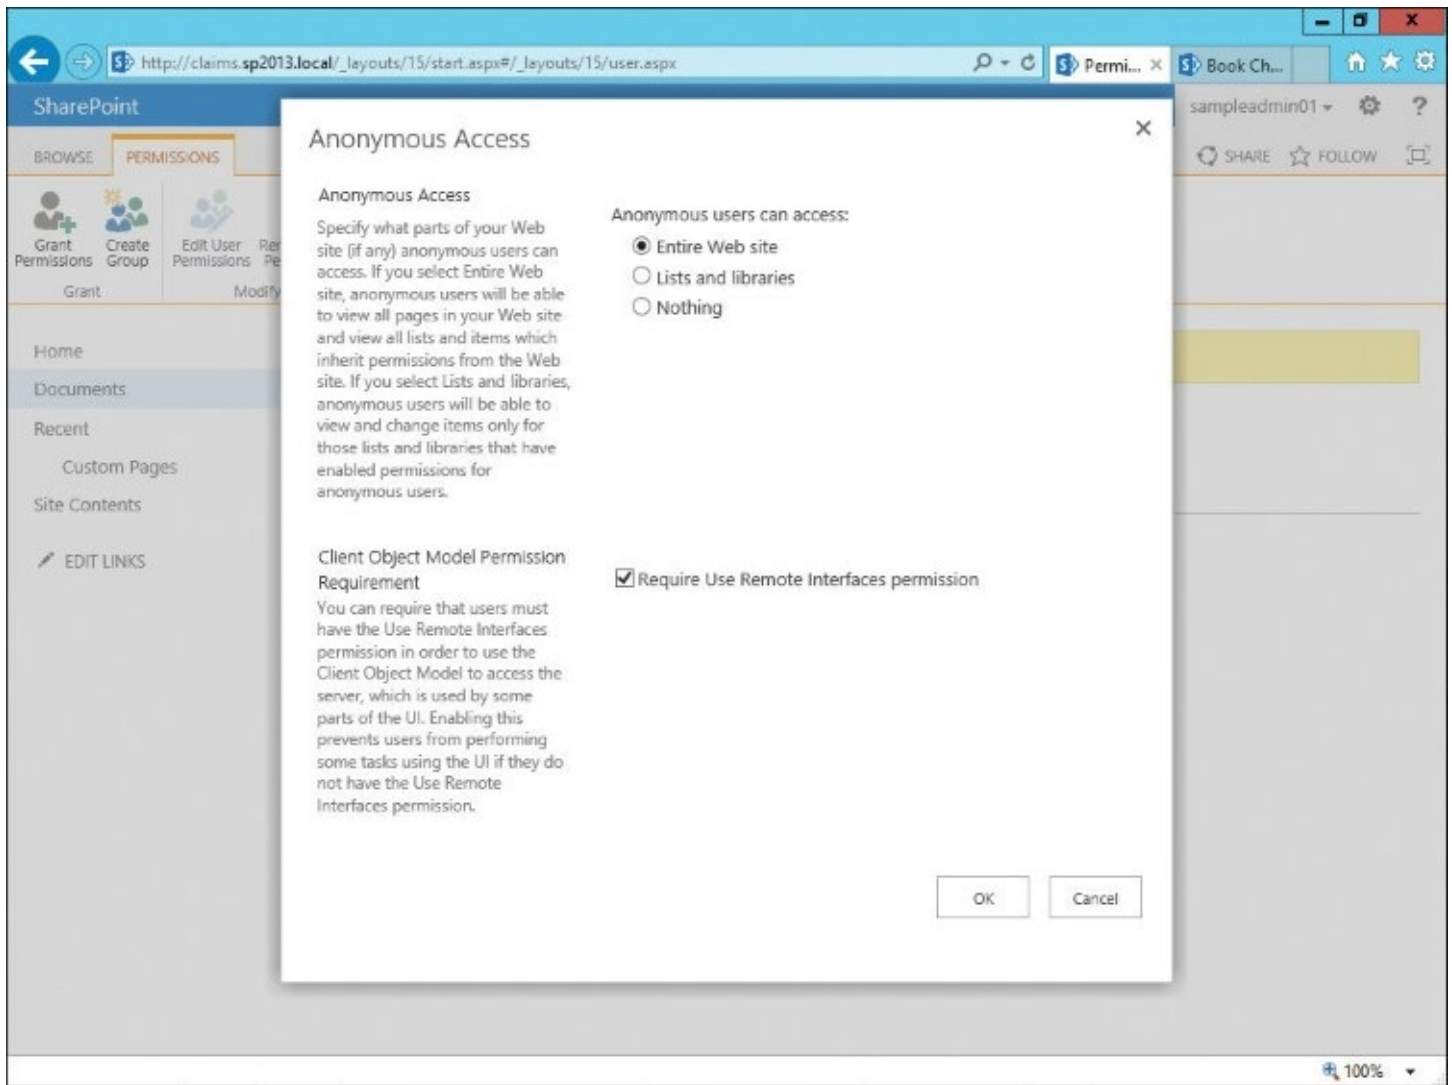 http://claims.sp2013.local/_layouts/15/start.aspx#/_layouts/15/user.aspx
Permi...
Book Ch...
SharePoint
sampleadmin01
?
BROWSE
PERMISSIONS
SHARE
FOLLOW
Grant Permissions
Create Group
Edit User Permissions
Grant
Modify
Home
Documents
Recent
Custom Pages
Site Contents
EDIT LINKS
Anonymous Access
Anonymous Access
Specify what parts of your Web
site (if any) anonymous users can
access. If you select Entire Web
site, anonymous users will be able
to view all pages in your Web site
and view all lists and items which
inherit permissions from the Web
site. If you select Lists and libraries,
anonymous users will be able to
view and change items only for
those lists and libraries that have
enabled permissions for
anonymous users.
Anonymous users can access:
Entire Web site
Lists and libraries
Nothing
Client Object Model Permission
Requirement
You can require that users must
have the Use Remote Interfaces
permission in order to use the
Client Object Model to access the
server, which is used by some
parts of the UI. Enabling this
prevents users from performing
some tasks using the UI if they do
not have the Use Remote
Interfaces permission.
Require Use Remote Interfaces permission
OK
Cancel
100%